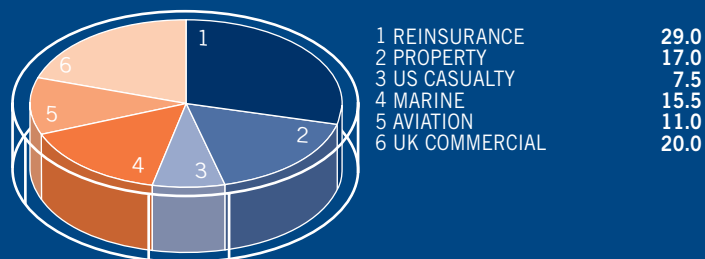 1
2
3
4
5
6
1 REINSURANCE 29.0
2 PROPERTY 17.0
3 US CASUALTY 7.5
4 MARINE 15.5
5 AVIATION 11.0
6 UK COMMERCIAL 20.0